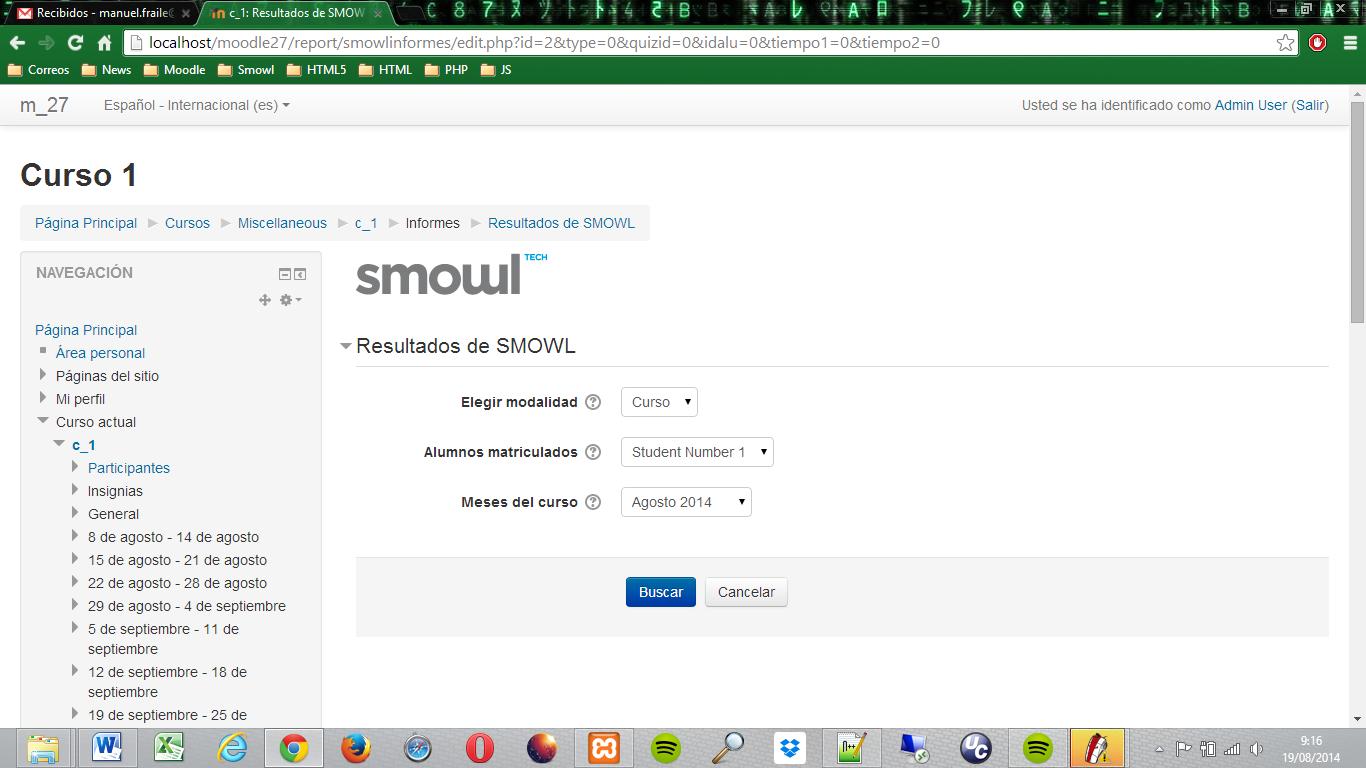 Recibidos - manuel.fraile@
c_1: Resultados de SMOWL
localhost/moodle27/report/smowlinformes/edit.php?id=2&type=0&quizid=0&idalu=0&tiempo1=0&tiempo2=0
Correos News Moodle Smowl HTML5 HTML PHP JS
m_27 Español - Internacional (es) Usted se ha identificado como Admin User (Salir)
Curso 1
Página Principal Cursos Miscellaneous c_1 Informes Resultados de SMOWL
NAVEGACIÓN
Página Principal
Área personal
Páginas del sitio
Mi perfil
Curso actual
c_1
Participantes
Insignias
General
8 de agosto - 14 de agosto
15 de agosto - 21 de agosto
22 de agosto - 28 de agosto
29 de agosto - 4 de septiembre
5 de septiembre - 11 de
septiembre
12 de septiembre - 18 de
septiembre
19 de septiembre - 25 de
smowl TECH
Resultados de SMOWL
Elegir modalidad Curso
Alumnos matriculados Student Number 1
Meses del curso Agosto 2014
Buscar Cancelar
9:16
19/08/2014